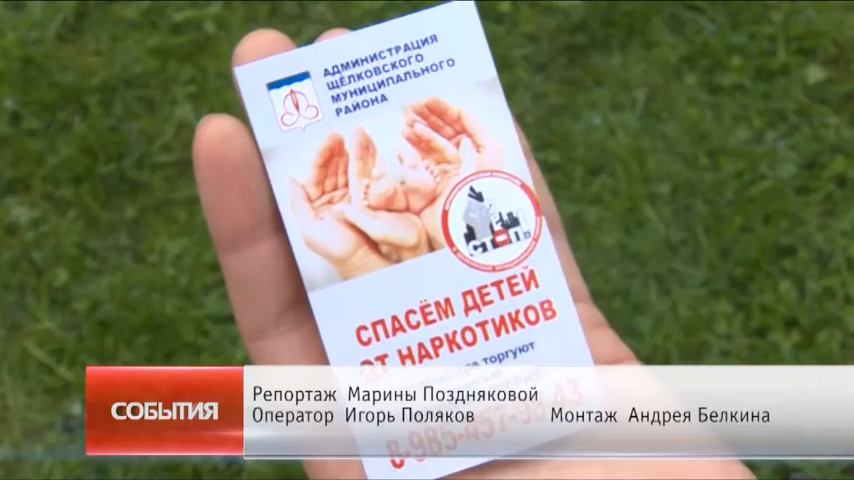 АДМИНИСТРАЦИЯ
ЩЁЛКОВСКОГО
МУНИЦИПАЛЬНОГО
РАЙОНА
СТОП
СПАСЁМ ДЕТЕЙ
ОТ НАРКОТИКОВ
торгуют
СОБЫТИЯ
Репортаж Марины Поздняковой
Оператор Игорь Поляков Монтаж Андрея Белкина